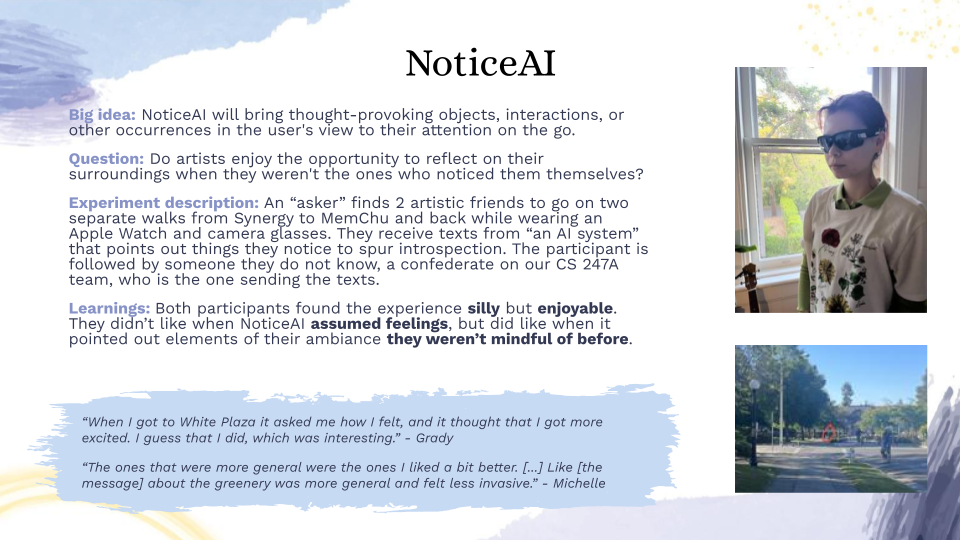 NoticeAI
Big idea: NoticeAI will bring thought-provoking objects, interactions, or
other occurrences in the user's view to their attention on the go.
Question: Do artists enjoy the opportunity to reflect on their
surroundings when they weren't the ones who noticed them themselves?
Experiment description: An “asker” finds 2 artistic friends to go on two
separate walks from Synergy to MemChu and back while wearing an
Apple Watch and camera glasses. They receive texts from “an AI system”
that points out things they notice to spur introspection. The participant is
followed by someone they do not know, a confederate on our CS 247A
team, who is the one sending the texts.
Learnings: Both participants found the experience silly but enjoyable.
They didn’t like when NoticeAI assumed feelings, but did like when it
pointed out elements of their ambiance they weren’t mindful of before.
“When I got to White Plaza it asked me how I felt, and it thought that I got more
excited. I guess that I did, which was interesting.” - Grady
“The ones that were more general were the ones I liked a bit better. [...] Like [the
message] about the greenery was more general and felt less invasive.” - Michelle